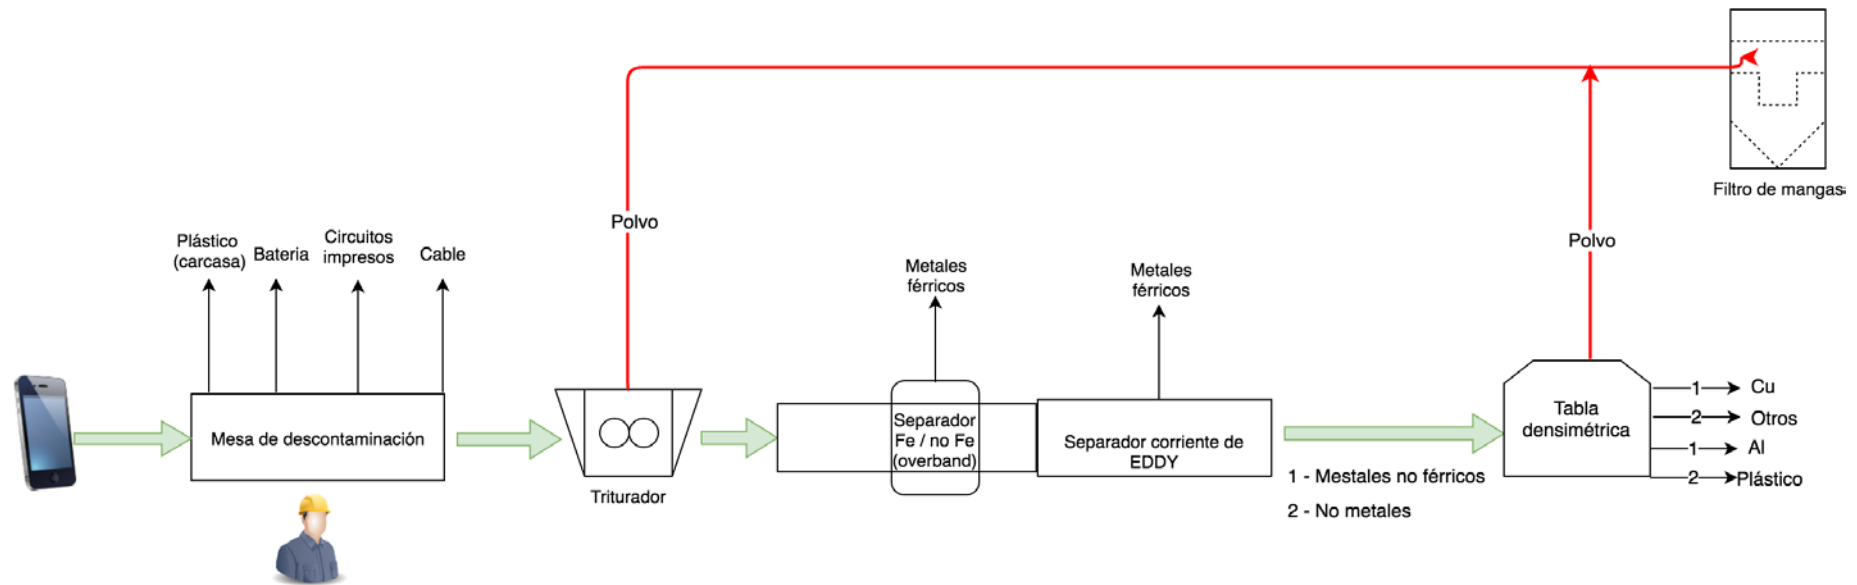 Filtro de mangas
Polvo
Polvo
Plástico
(carcasa)
Bateria
Circuitos
impresos
Cable
Metales
férricos
Metales
férricos
Mesa de descontaminación
Triturador
Separador
Fe / no Fe
(overband)
Separador corriente de
EDDY
1 - Mestales no férricos
2 - No metales
Tabla
densimétrica
1 Cu
2 Otros
1 Al
2 Plástico